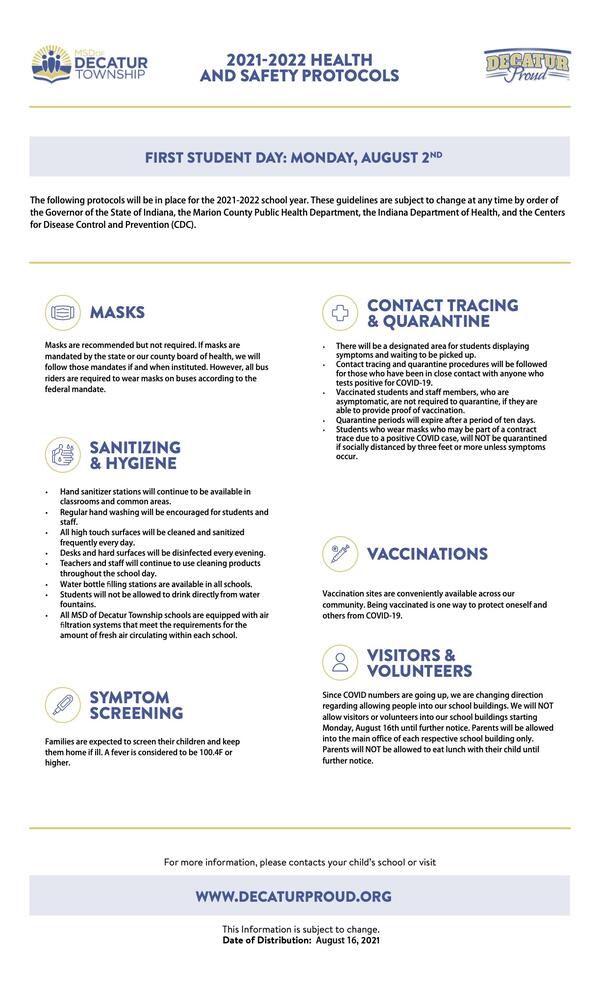 MSD OF
DECATUR
TOWNSHIP
2021-2022 HEALTH
AND SAFETY PROTOCOLS
DECATUR
Proud
FIRST STUDENT DAY: MONDAY, AUGUST 2ND
The following protocols will be in place for the 2021-2022 school year. These guidelines are subject to change at any time by order of
the Governor of the State of Indiana, the Marion County Public Health Department, the Indiana Department of Health, and the Centers
for Disease Control and Prevention (CDC).
MASKS
Masks are recommended but not required. If masks are
mandated by the state or our county board of health, we will
follow those mandates if and when instituted. However, all bus
riders are required to wear masks on buses according to the
federal mandate.
SANITIZING
& HYGIENE
• Hand sanitizer stations will continue to be available in
classrooms and common areas.
• Regular hand washing will be encouraged for students and
staff.
• All high touch surfaces will be cleaned and sanitized
frequently every day.
• Desks and hard surfaces will be disinfected every evening.
• Teachers and staff will continue to use cleaning products
throughout the school day.
• Water bottle filling stations are available in all schools.
• Students will not be allowed to drink directly from water
fountains.
• All MSD of Decatur Township schools are equipped with air
filtration systems that meet the requirements for the
amount of fresh air circulating within each school.
SYMPTOM
SCREENING
Families are expected to screen their children and keep
them home if ill. A fever is considered to be 100.4F or
higher.
CONTACT TRACING
& QUARANTINE
• There will be a designated area for students displaying
symptoms and waiting to be picked up.
• Contact tracing and quarantine procedures will be followed
for those who have been in close contact with anyone who
tests positive for COVID-19.
• Vaccinated students and staff members, who are
asymptomatic, are not required to quarantine, if they are
able to provide proof of vaccination.
• Quarantine periods will expire after a period of ten days.
• Students who wear masks who may be part of a contract
trace due to a positive COVID case, will NOT be quarantined
if socially distanced by three feet or more unless symptoms
occur.
VACCINATIONS
Vaccination sites are conveniently available across our
community. Being vaccinated is one way to protect oneself and
others from COVID-19.
VISITORS &
VOLUNTEERS
Since COVID numbers are going up, we are changing direction
regarding allowing people into our school buildings. We will NOT
allow visitors or volunteers into our school buildings starting
Monday, August 16th until further notice. Parents will be allowed
into the main office of each respective school building only.
Parents will NOT be allowed to eat lunch with their child until
further notice.
For more information, please contacts your child's school or visit
WWW.DECATURPROUD.ORG
This Information is subject to change.
Date of Distribution: August 16, 2021